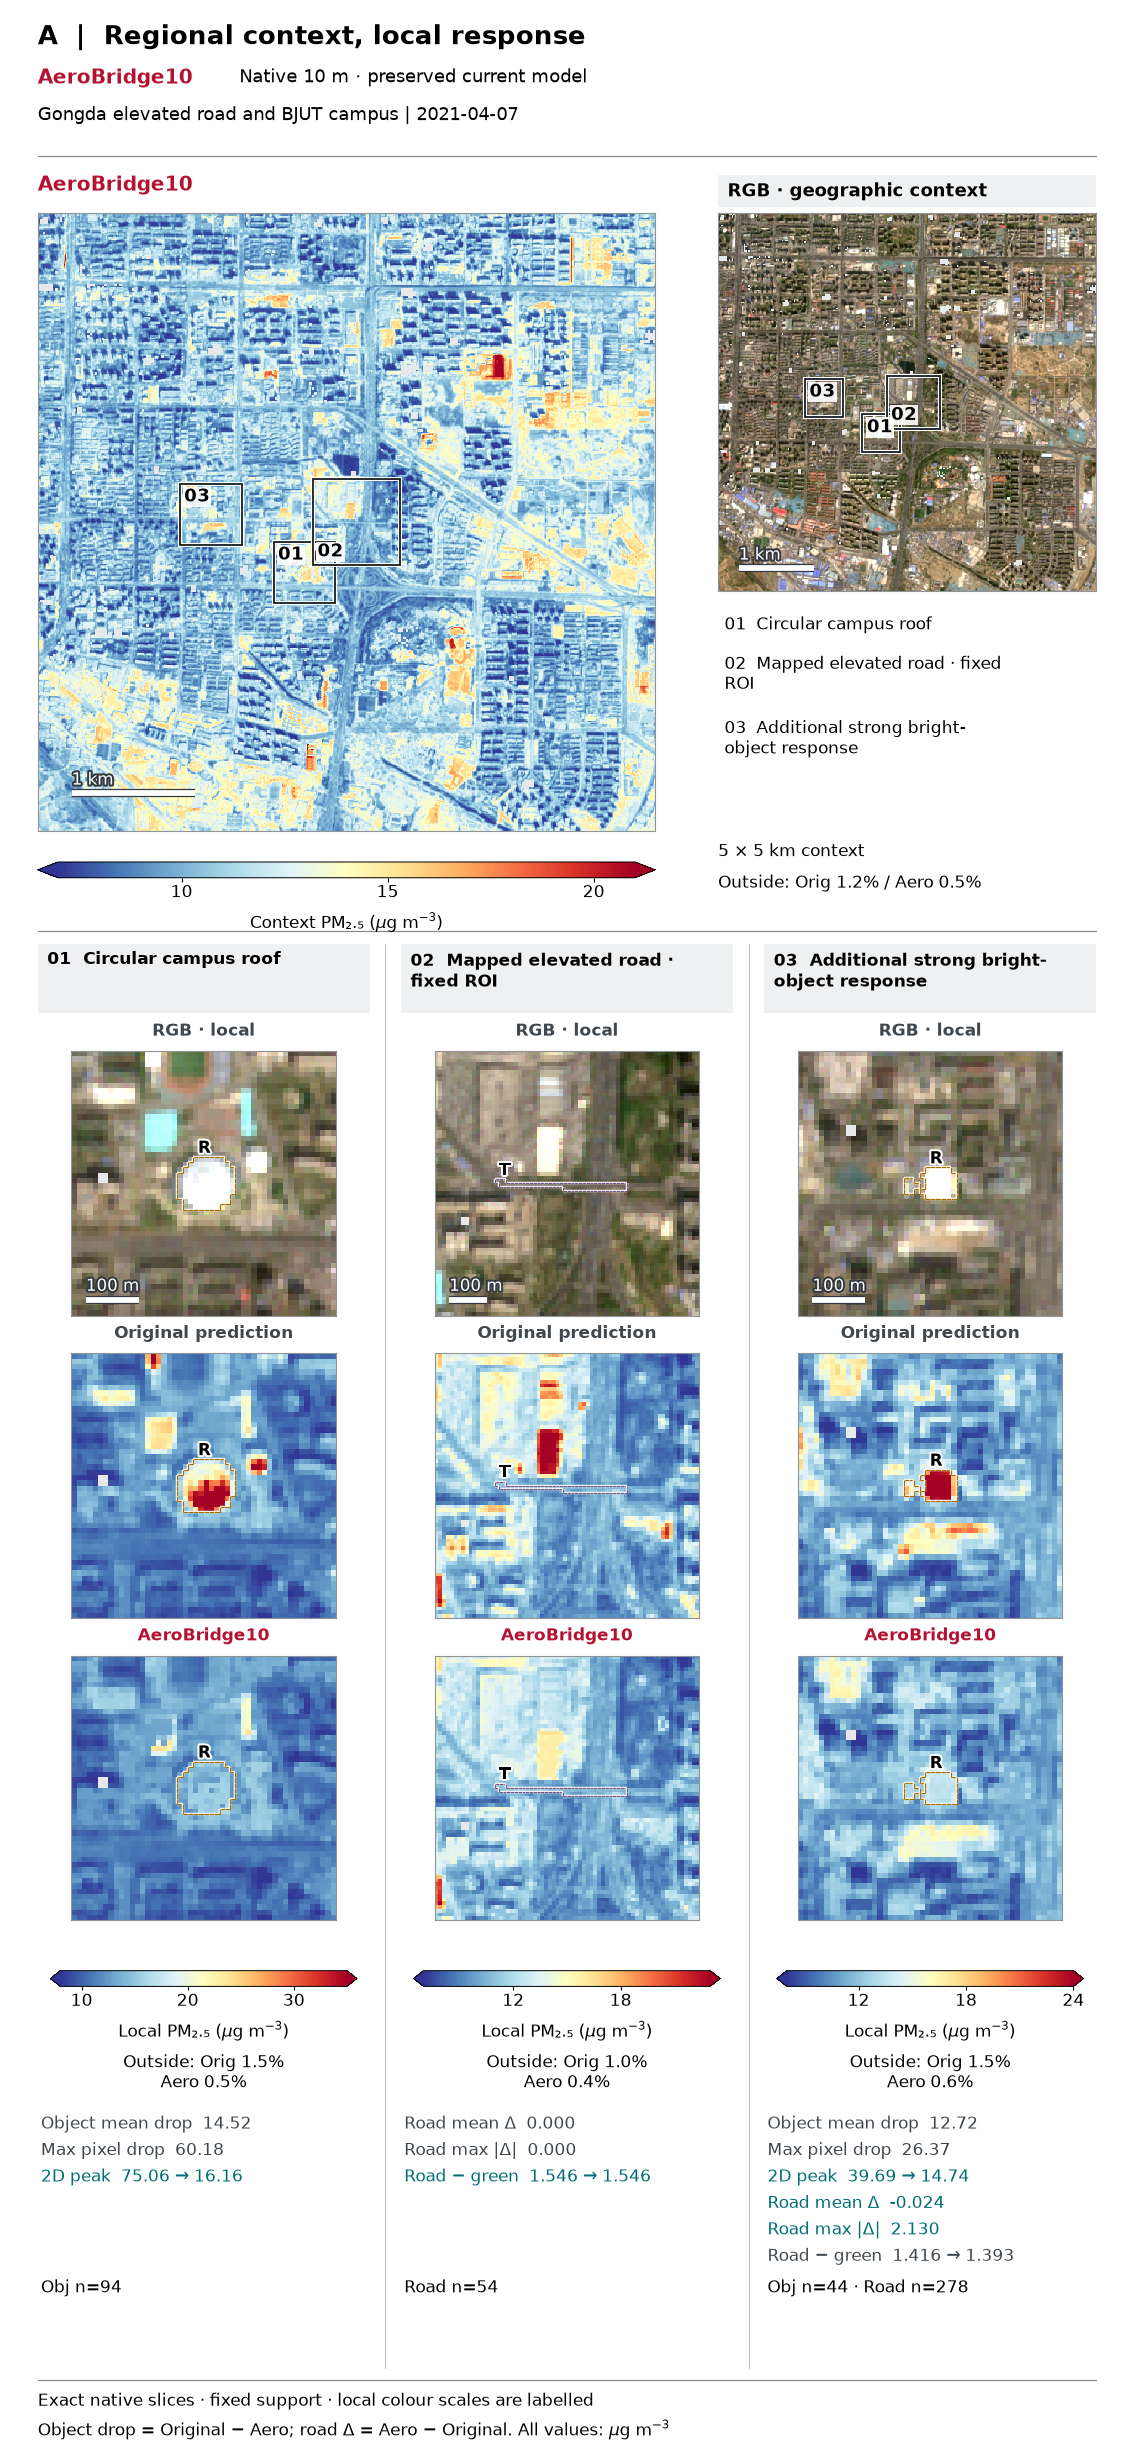 A | Regional context, local response
AeroBridge10 Native 10 m · preserved current model
Gongda elevated road and BJUT campus | 2021-04-07
AeroBridge10
RGB · geographic context
03
01
02
1 km
03
02
01
1 km
01 Circular campus roof
02 Mapped elevated road · fixed
ROI
03 Additional strong bright-
object response
5 × 5 km context
Outside: Orig 1.2% / Aero 0.5%
10 15 20
Context PM₂.₅ (μg m⁻³)
01 Circular campus roof
02 Mapped elevated road ·
fixed ROI
03 Additional strong bright-
object response
RGB · local
RGB · local
RGB · local
R
T
R
100 m
100 m
100 m
Original prediction
Original prediction
Original prediction
R
T
R
AeroBridge10
AeroBridge10
AeroBridge10
R
T
R
10 20 30
Local PM₂.₅ (μg m⁻³)
Outside: Orig 1.5%
Aero 0.5%
Object mean drop 14.52
Max pixel drop 60.18
2D peak 75.06 → 16.16
Obj n=94
12 18
Local PM₂.₅ (μg m⁻³)
Outside: Orig 1.0%
Aero 0.4%
Road mean Δ 0.000
Road max |Δ| 0.000
Road − green 1.546 → 1.546
Road n=54
12 18 24
Local PM₂.₅ (μg m⁻³)
Outside: Orig 1.5%
Aero 0.6%
Object mean drop 12.72
Max pixel drop 26.37
2D peak 39.69 → 14.74
Road mean Δ -0.024
Road max |Δ| 2.130
Road − green 1.416 → 1.393
Obj n=44 · Road n=278
Exact native slices · fixed support · local colour scales are labelled
Object drop = Original − Aero; road Δ = Aero − Original. All values: μg m⁻³